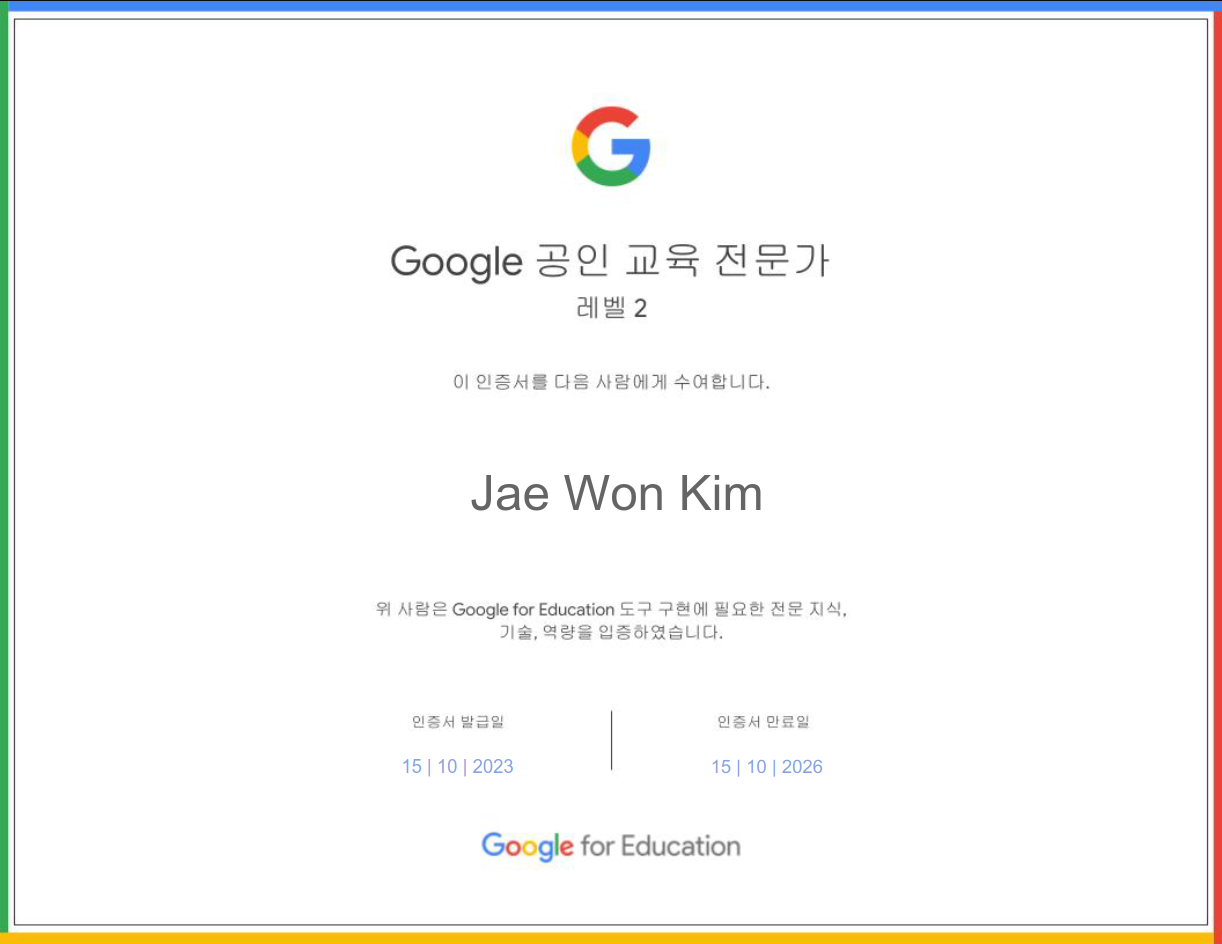 Google 공인 교육 전문가
레벨 2
이 인증서를 다음 사람에게 수여합니다.
Jae Won Kim
위 사람은 Google for Education 도구 구현에 필요한 전문 지식,
기술, 역량을 입증하였습니다.
인증서 발급일
15 | 10 | 2023
인증서 만료일
15 | 10 | 2026
Google for Education